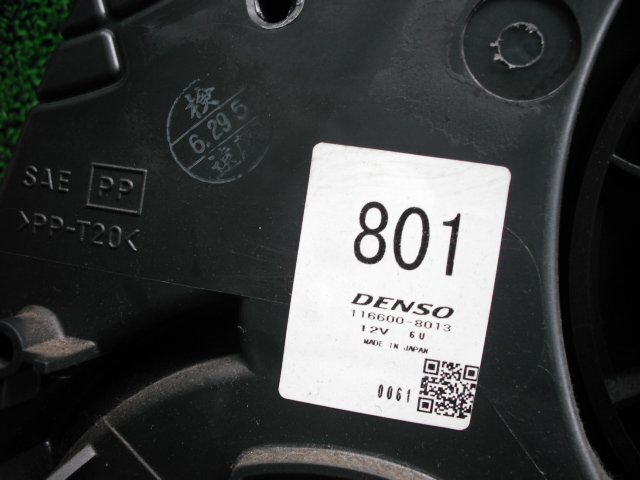 検
6.29 5
SAE PP
>PP-T20<
801
DENSO
116600-8013
12V 6U
MADE IN JAPAN
0061